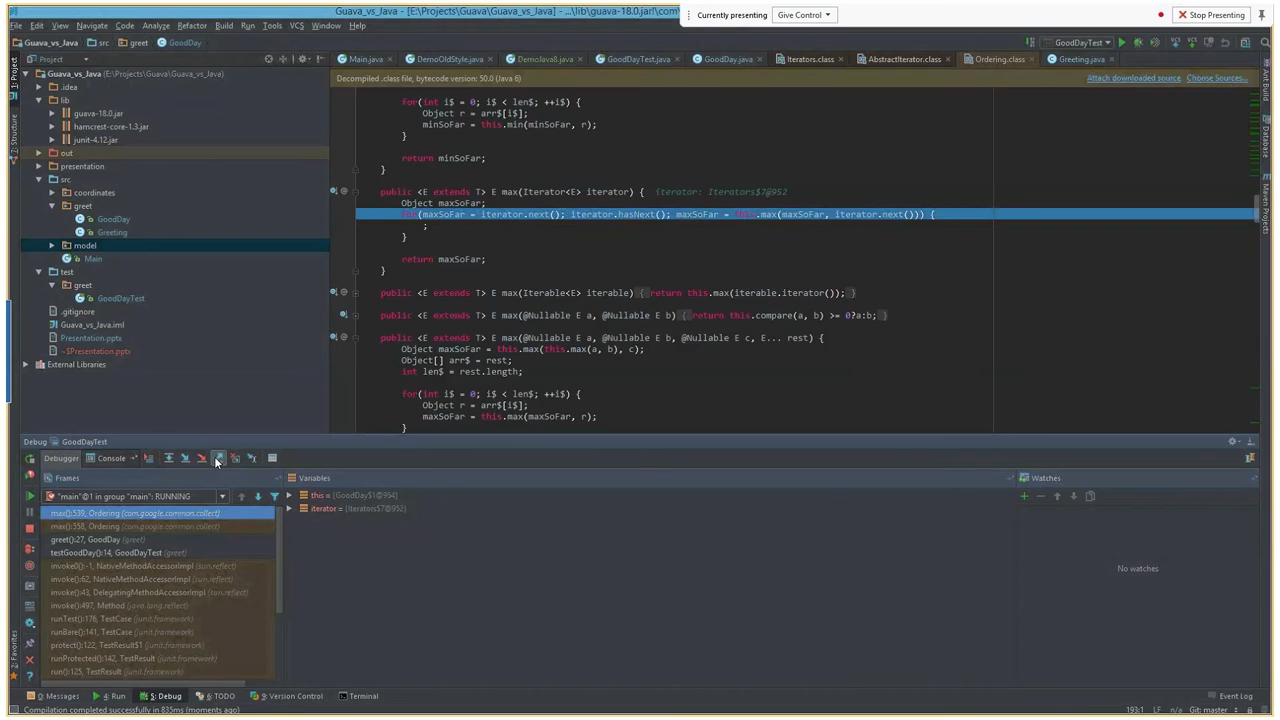 Guava_vs_Java - [E:\Projects\Guava\Guava_vs_Java] - ...\lib\guava-18.0.jar!\com\
Currently presenting
Give Control
Stop Presenting
File Edit View Navigate Code Analyze Refactor Build Run Tools VCS Window Help
Guava_vs_Java src greet GoodDay
GoodDayTest
VCS VCS
Project
Main.java DemoOldStyle.java DemoJava8.java GoodDayTest.java GoodDay.java Iterators.class AbstractIterator.class Ordering.class Greeting.java
Decompiled .class file, bytecode version: 50.0 (Java 6)
Attach downloaded source Choose Sources...
Guava_vs_Java (E:\Projects\Guava\Guava_vs_Java)
.idea
lib
guava-18.0.jar
hamcrest-core-1.3.jar
junit-4.12.jar
out
presentation
src
coordinates
greet
GoodDay
Greeting
model
Main
test
greet
GoodDayTest
.gitignore
Guava_vs_Java.iml
Presentation.pptx
~$Presentation.pptx
External Libraries
1: Project
7: Structure
2: Favorites
Ant Build
Database
Maven Projects
for(int i$ = 0; i$ < len$; ++i$) {
Object r = arr$[i$];
minSoFar = this.min(minSoFar, r);
}
return minSoFar;
}
public <E extends T> E max(Iterator<E> iterator) { iterator: Iterators$7@952
Object maxSoFar;
for(maxSoFar = iterator.next(); iterator.hasNext(); maxSoFar = this.max(maxSoFar, iterator.next())) {
;
}
return maxSoFar;
}
public <E extends T> E max(Iterable<E> iterable) { return this.max(iterable.iterator()); }
public <E extends T> E max(@Nullable E a, @Nullable E b) { return this.compare(a, b) >= 0?a:b; }
public <E extends T> E max(@Nullable E a, @Nullable E b, @Nullable E c, E... rest) {
Object maxSoFar = this.max(this.max(a, b), c);
Object[] arr$ = rest;
int len$ = rest.length;
for(int i$ = 0; i$ < len$; ++i$) {
Object r = arr$[i$];
maxSoFar = this.max(maxSoFar, r);
}
Debug GoodDayTest
Debugger Console
Frames
Variables
Watches
"main"@1 in group "main": RUNNING
max():539, Ordering (com.google.common.collect)
max():558, Ordering (com.google.common.collect)
greet():27, GoodDay (greet)
testGoodDay():14, GoodDayTest (greet)
invoke0():-1, NativeMethodAccessorImpl (sun.reflect)
invoke():62, NativeMethodAccessorImpl (sun.reflect)
invoke():43, DelegatingMethodAccessorImpl (sun.reflect)
invoke():497, Method (java.lang.reflect)
runTest():176, TestCase (junit.framework)
runBare():141, TestCase (junit.framework)
protect():122, TestResult$1 (junit.framework)
runProtected():142, TestResult (junit.framework)
run():125, TestResult (junit.framework)
this = {GoodDay$1@954}
iterator = {Iterators$7@952}
No watches
0: Messages 4: Run 5: Debug 6: TODO 9: Version Control Terminal
Event Log
Compilation completed successfully in 835ms (moments ago)
193:1 LF n/a Git: master